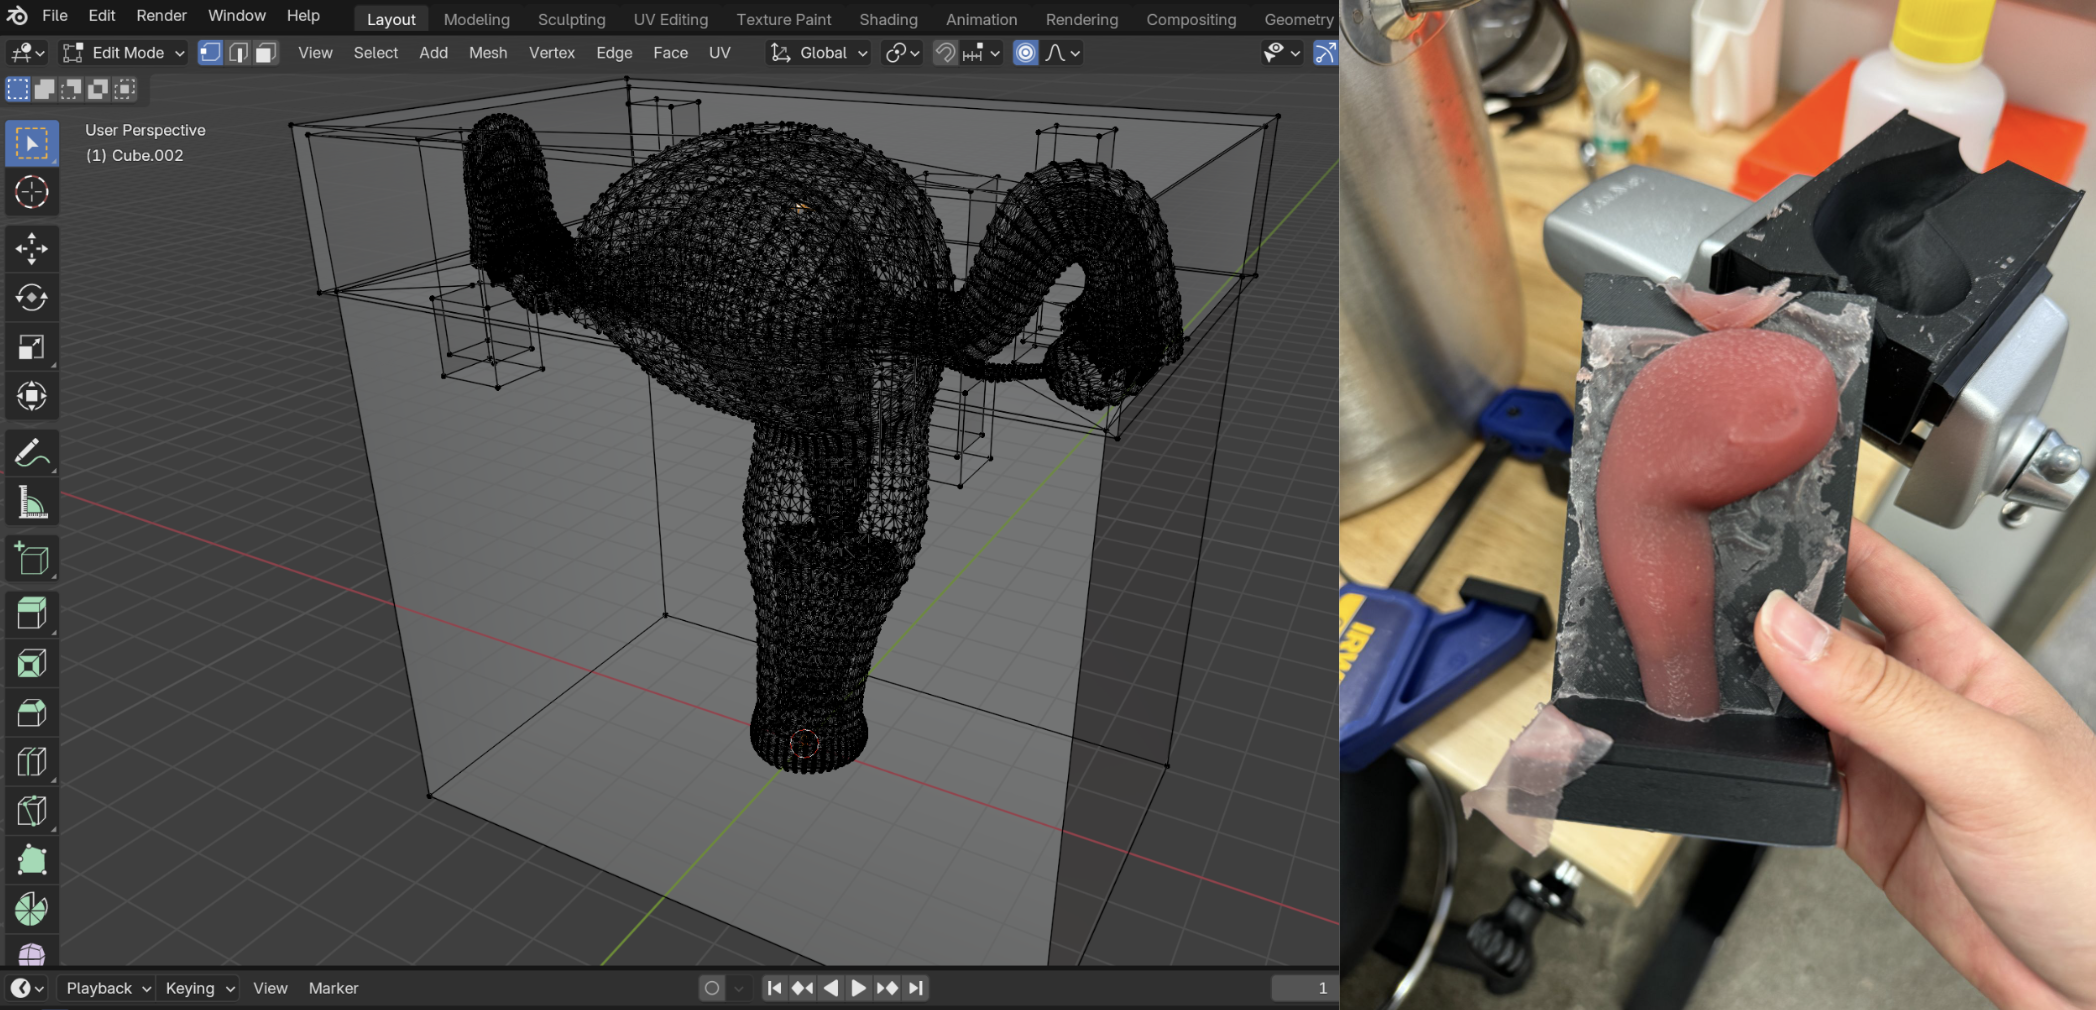 File Edit Render Window Help Layout Modeling Sculpting UV Editing Texture Paint Shading Animation Rendering Compositing Geometry
Edit Mode View Select Add Mesh Vertex Edge Face UV Global
User Perspective
(1) Cube.002
Playback Keying View Marker 1